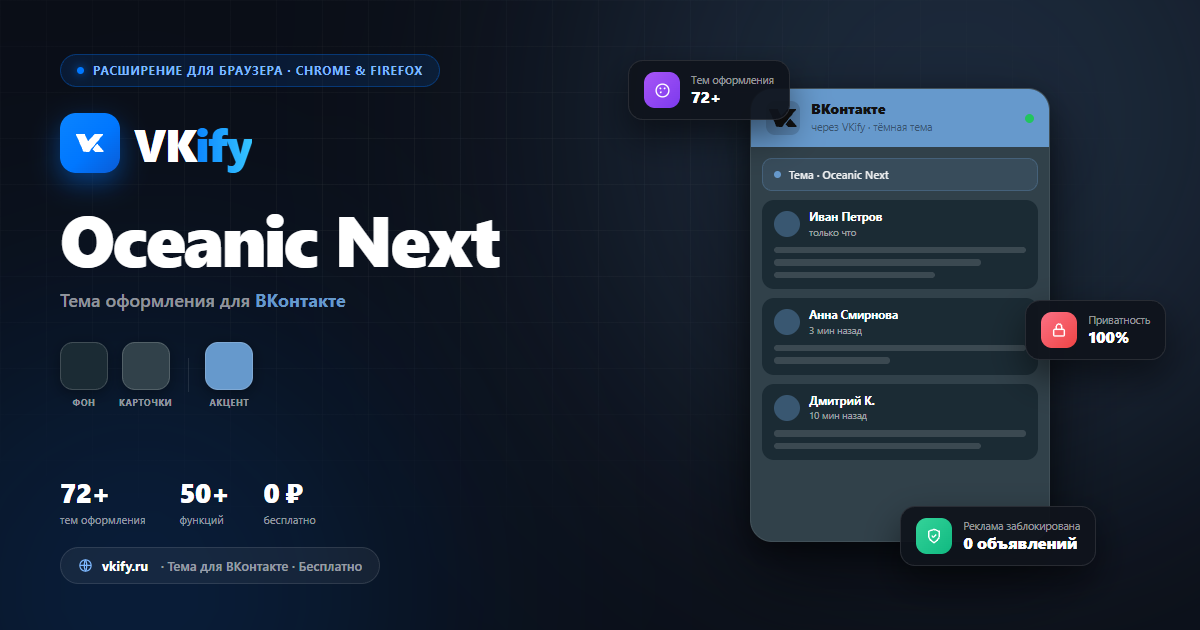 РАСШИРЕНИЕ ДЛЯ БРАУЗЕРА · CHROME & FIREFOX
VKify
Oceanic Next
Тема оформления для ВКонтакте
ФОН
КАРТОЧКИ
АКЦЕНТ
72+
тем оформления
50+
функций
0 ₽
бесплатно
vkify.ru · Тема для ВКонтакте · Бесплатно
Тем оформления
72+
ВКонтакте
через VKify · тёмная тема
Тема · Oceanic Next
Иван Петров
только что
Анна Смирнова
3 мин назад
Дмитрий К.
10 мин назад
Приватность
100%
Реклама заблокирована
0 объявлений